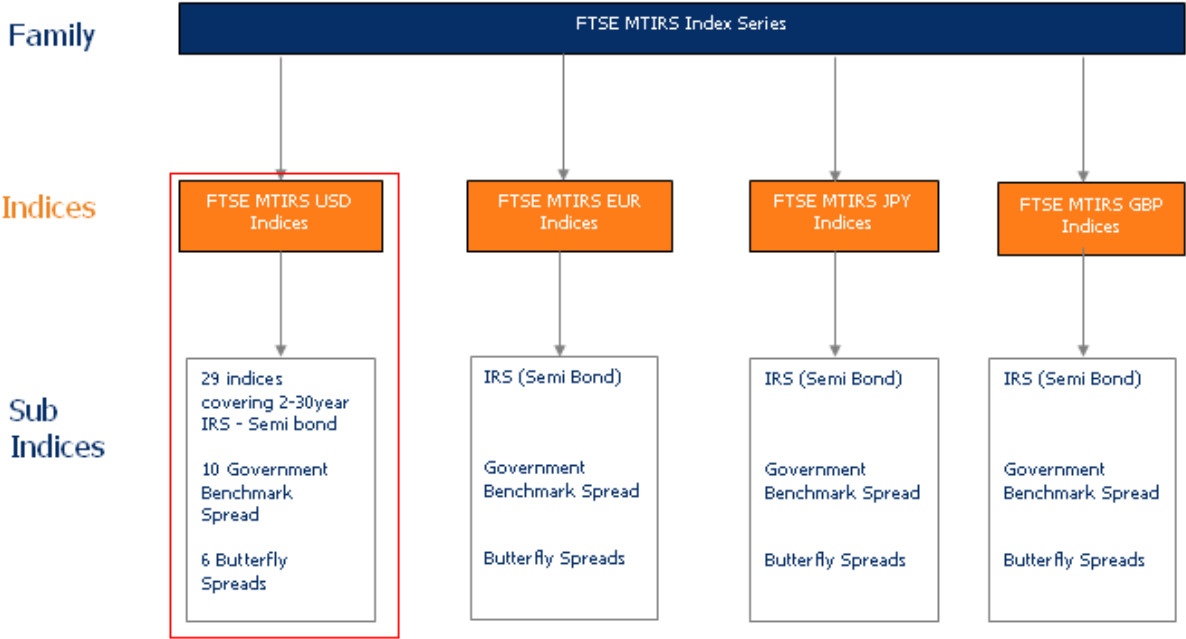 Family
FTSE MTIRS Index Series
Indices
FTSE MTIRS USD
Indices
FTSE MTIRS EUR
Indices
FTSE MTIRS JPY
Indices
FTSE MTIRS GBP
Indices
Sub
Indices
29 indices
covering 2-30year
IRS - Semi bond
10 Government
Benchmark
Spread
6 Butterfly
Spreads
IRS (Semi Bond)
Government
Benchmark Spread
Butterfly Spreads
IRS (Semi Bond)
Government
Benchmark Spread
Butterfly Spreads
IRS (Semi Bond)
Government
Benchmark Spread
Butterfly Spreads